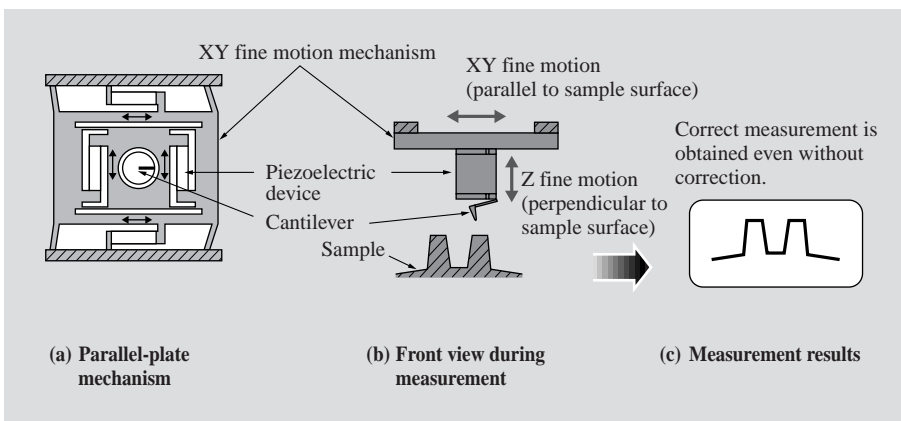 XY fine motion mechanism
XY fine motion
(parallel to sample surface)
Correct measurement is
obtained even without
correction.
Piezoelectric
device
Z fine motion
(perpendicular to
sample surface)
Cantilever
Sample
(a) Parallel-plate
mechanism
(b) Front view during
measurement
(c) Measurement results